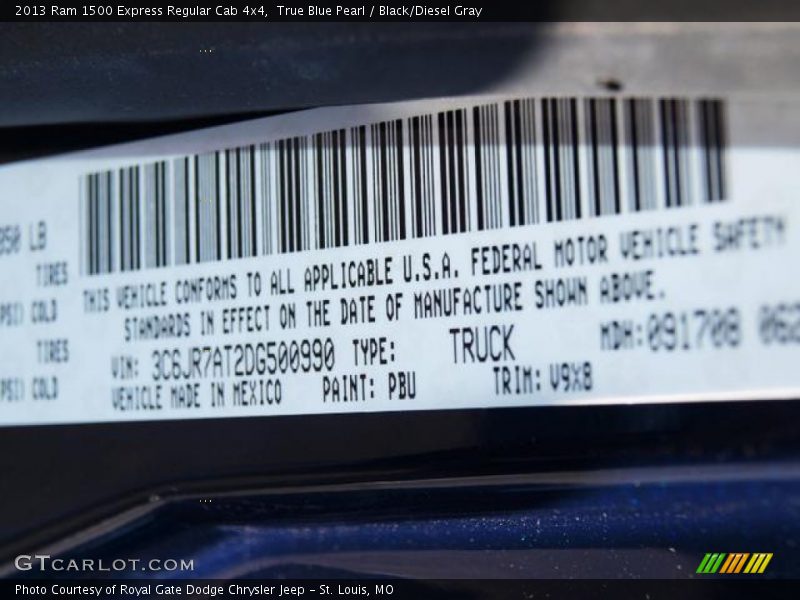 2013 Ram 1500 Express Regular Cab 4x4, True Blue Pearl / Black/Diesel Gray
LB
TIRES
COLD
TIRES
COLD
THIS VEHICLE CONFORMS TO ALL APPLICABLE U.S.A. FEDERAL MOTOR VEHICLE SAFETY
STANDARDS IN EFFECT ON THE DATE OF MANUFACTURE SHOWN ABOVE.
VIN: 3C6JR7AT2DG500990 TYPE: TRUCK MDH: 091708
VEHICLE MADE IN MEXICO PAINT: PBU TRIM: V9X8
GTCARLOT.COM
Photo Courtesy of Royal Gate Dodge Chrysler Jeep – St. Louis, MO